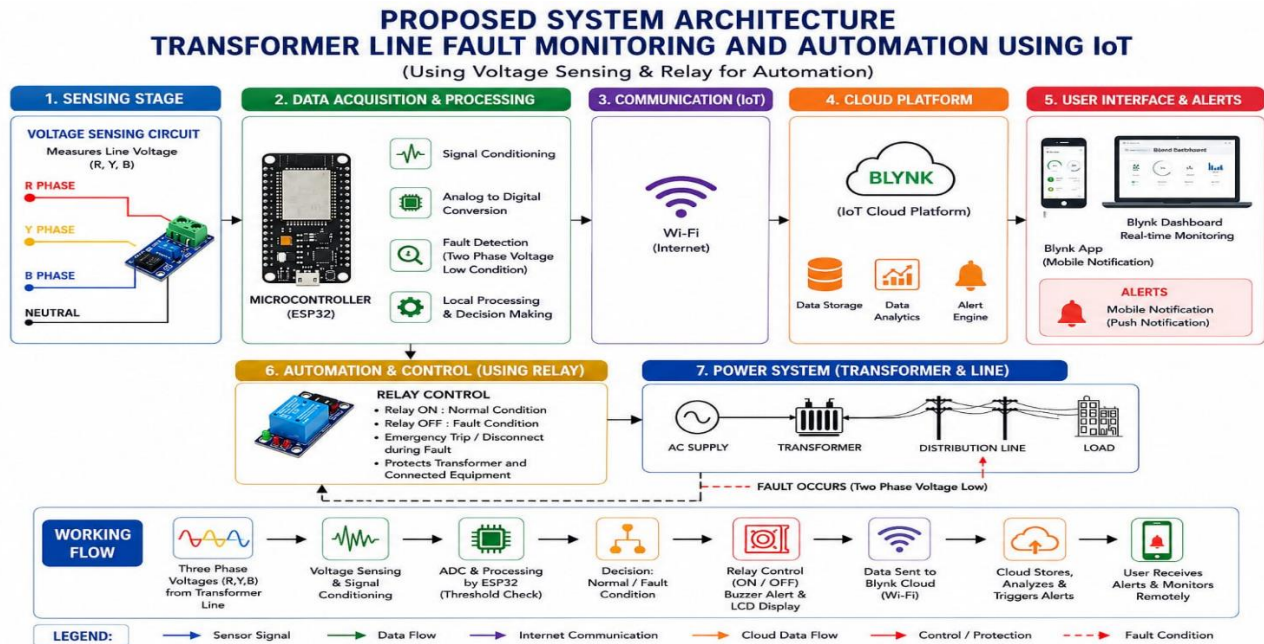 PROPOSED SYSTEM ARCHITECTURE
TRANSFORMER LINE FAULT MONITORING AND AUTOMATION USING IoT
(Using Voltage Sensing & Relay for Automation)
1. SENSING STAGE
VOLTAGE SENSING CIRCUIT
Measures Line Voltage
(R, Y, B)
R PHASE
Y PHASE
B PHASE
NEUTRAL
2. DATA ACQUISITION & PROCESSING
MICROCONTROLLER
(ESP32)
Signal Conditioning
Analog to Digital
Conversion
Fault Detection
(Two Phase Voltage
Low Condition)
Local Processing
& Decision Making
3. COMMUNICATION (IoT)
Wi-Fi
(Internet)
4. CLOUD PLATFORM
BLYNK
(IoT Cloud Platform)
Data Storage
Data
Analytics
Alert
Engine
5. USER INTERFACE & ALERTS
Blynk Dashboard
Real-time Monitoring
Blynk App
(Mobile Notification)
ALERTS
Mobile Notification
(Push Notification)
6. AUTOMATION & CONTROL (USING RELAY)
RELAY CONTROL
• Relay ON : Normal Condition
• Relay OFF : Fault Condition
• Emergency Trip / Disconnect
during Fault
• Protects Transformer and
Connected Equipment
7. POWER SYSTEM (TRANSFORMER & LINE)
AC SUPPLY
TRANSFORMER
DISTRIBUTION LINE
LOAD
FAULT OCCURS (Two Phase Voltage Low)
WORKING
FLOW
Three Phase
Voltages (R,Y,B)
from Transformer
Line
Voltage Sensing
& Signal
Conditioning
ADC & Processing
by ESP32
(Threshold Check)
Decision:
Normal / Fault
Condition
Relay Control
(ON / OFF)
Buzzer Alert &
LCD Display
Data Sent to
Blynk Cloud
(Wi-Fi)
Cloud Stores,
Analyzes &
Triggers Alerts
User Receives
Alerts & Monitors
Remotely
LEGEND:
Sensor Signal
Data Flow
Internet Communication
Cloud Data Flow
Control / Protection
Fault Condition